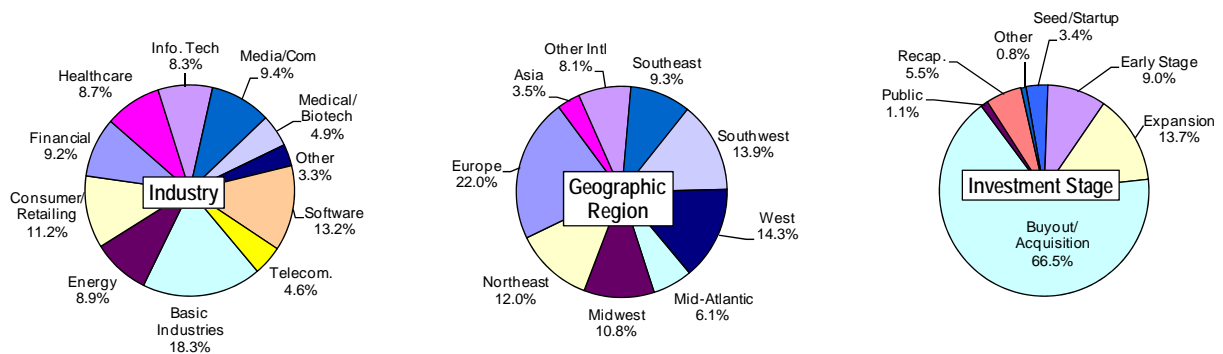 Industry
Info. Tech
8.3%
Media/Com
9.4%
Medical/
Biotech
4.9%
Other
3.3%
Software
13.2%
Telecom.
4.6%
Basic
Industries
18.3%
Energy
8.9%
Consumer/
Retailing
11.2%
Financial
9.2%
Healthcare
8.7%
Geographic
Region
Other Intl
8.1%
Southeast
9.3%
Southwest
13.9%
West
14.3%
Mid-Atlantic
6.1%
Midwest
10.8%
Northeast
12.0%
Europe
22.0%
Asia
3.5%
Investment Stage
Other
0.8%
Seed/Startup
3.4%
Early Stage
9.0%
Expansion
13.7%
Buyout/
Acquisition
66.5%
Public
1.1%
Recap.
5.5%